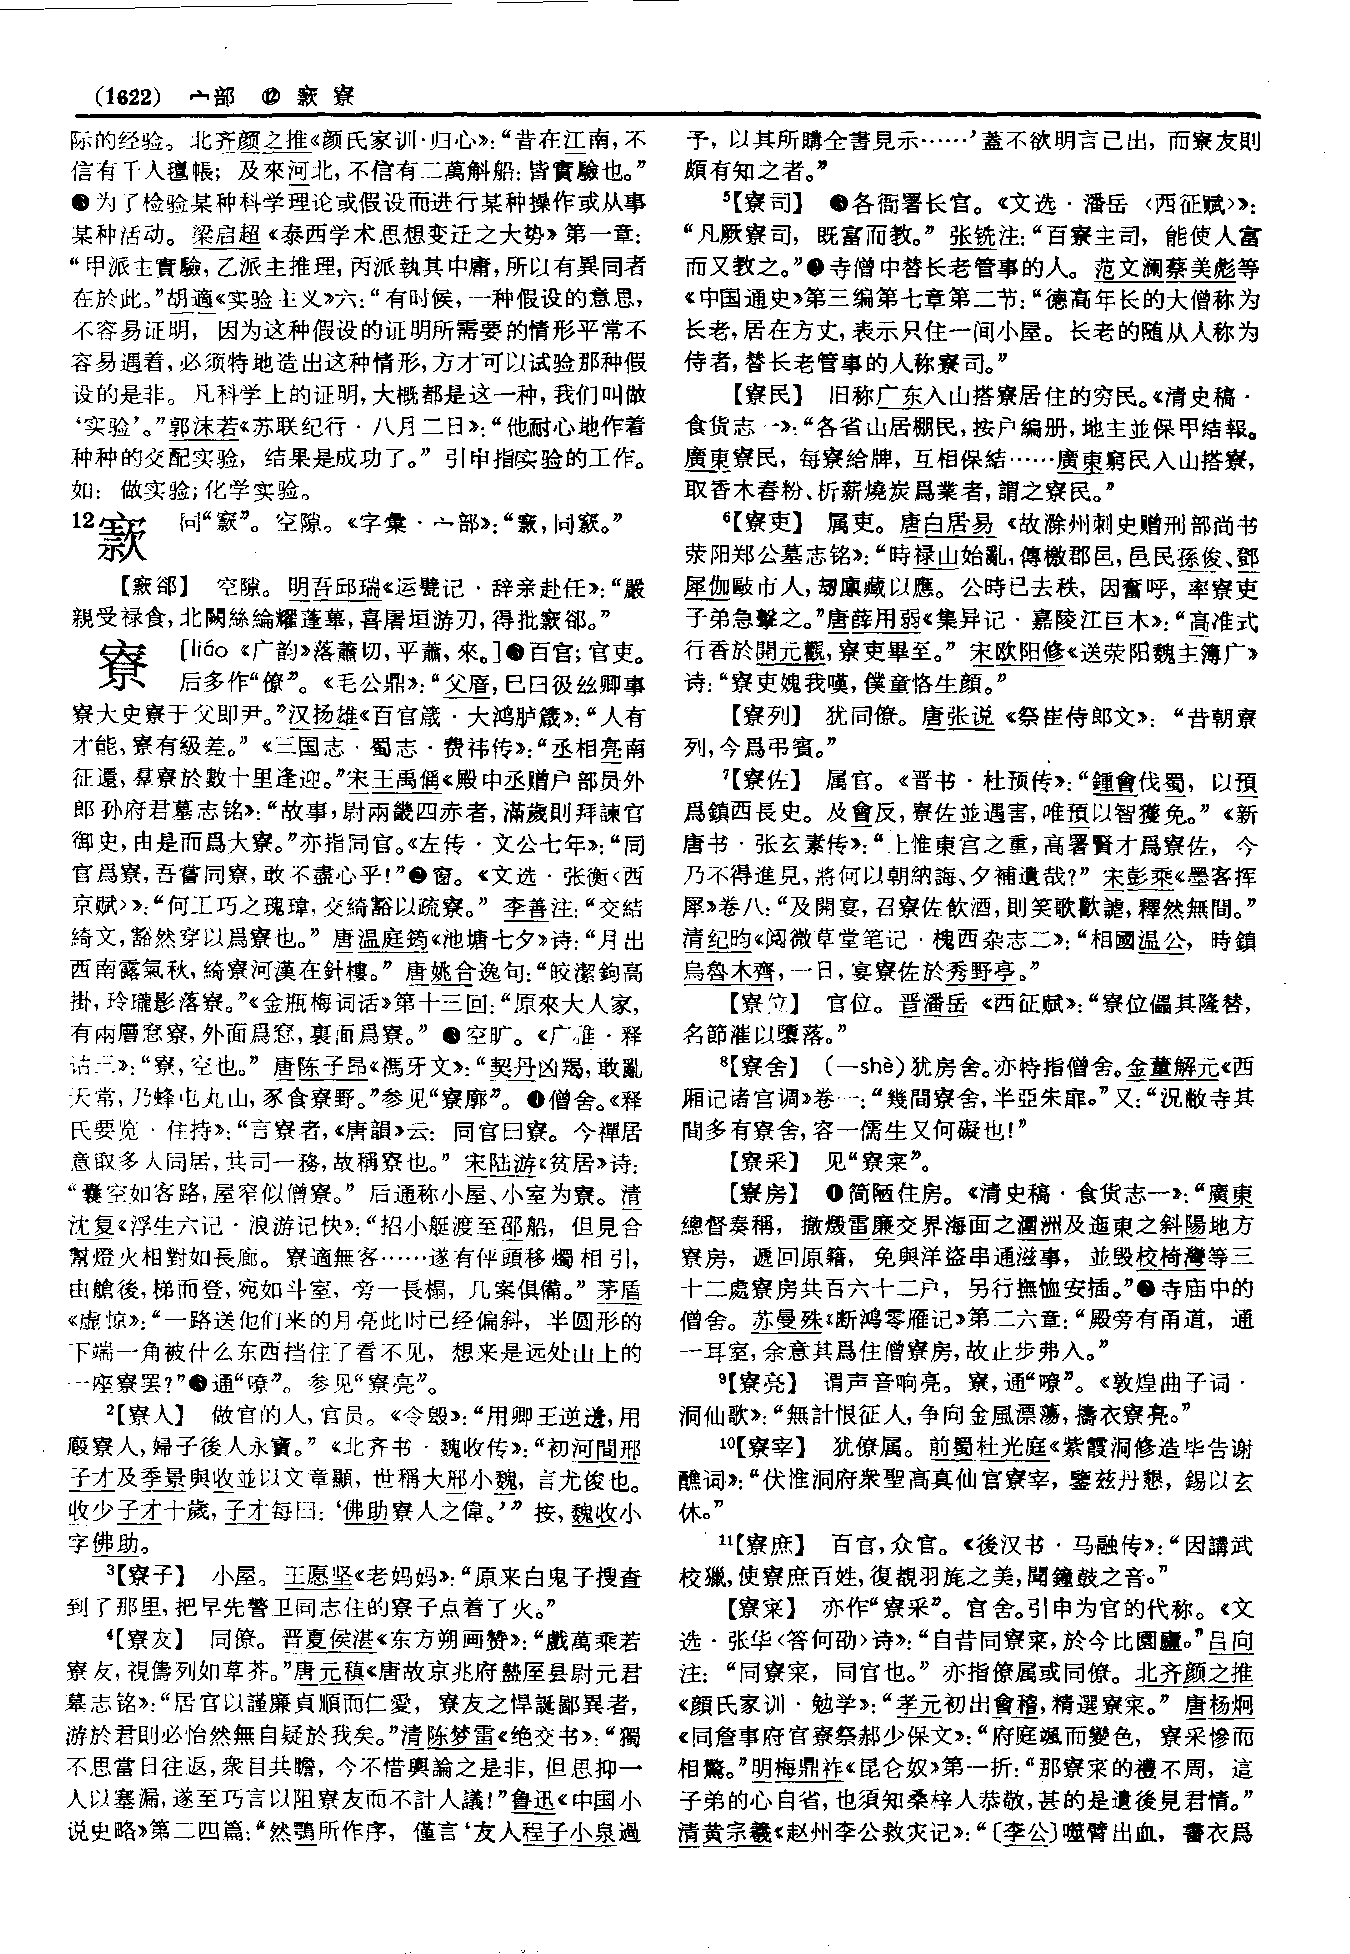 (1622) 宀部 ⑫ 窾 寮
际的经验。北齐颜之推《颜氏家训·归心》：“昔在江南，不
信有千人氊帳；及來河北，不信有二萬斛船：皆實驗也。”
❸为了检验某种科学理论或假设而进行某种操作或从事
某种活动。梁启超《泰西学术思想变迁之大势》第一章：
“甲派主實驗，乙派主推理，丙派執其中庸，所以有異同者
在於此。”胡適《实验主义》六：“有时候，一种假设的意思，
不容易证明，因为这种假设的证明所需要的情形平常不
容易遇着，必须特地造出这种情形，方才可以试验那种假
设的是非。凡科学上的证明，大概都是这一种，我们叫做
‘实验’。”郭沫若《苏联纪行·八月二日》：“他耐心地作着
种种的交配实验，结果是成功了。”引申指实验的工作。
如：做实验；化学实验。
12 同“窾”。空隙。《字彙·宀部》：“窾，同窾。”
【窾郤】 空隙。明吾邱瑞《运甓记·辞亲赴任》：“嚴
親受禄食，北闕絲綸耀蓬蓽，喜屠垣游刃，得批窾郤。”
寮 [liáo《广韵》落蕭切，平蕭，來。]❶百官；官吏。
后多作“僚”。《毛公鼎》：“父厝，巳曰彶玆卿事
寮大史寮于父即尹。”汉扬雄《百官箴·大鸿胪箴》：“人有
才能，寮有級差。”《三国志·蜀志·费祎传》：“丞相亮南
征還，羣寮於數十里逢迎。”宋王禹偁《殿中丞赠户部员外
郎孙府君墓志铭》：“故事，尉兩畿四赤者，滿歲則拜諫官
御史，由是而爲大寮。”亦指同官。《左传·文公七年》：“同
官爲寮，吾嘗同寮，敢不盡心乎！”❷窗。《文选·张衡〈西
京赋〉》：“何工巧之瑰瑋，交綺豁以疏寮。”李善注：“交結
綺文，豁然穿以爲寮也。”唐温庭筠《池塘七夕》诗：“月出
西南露氣秋，綺寮河漢在針樓。”唐姚合逸句：“皎潔鉤高
掛，玲瓏影落寮。”《金瓶梅词话》第十三回：“原來大人家，
有兩層窓寮，外面爲窓，裏面爲寮。”❸空旷。《广雅·释
诂三》：“寮，空也。”唐陈子昂《禡牙文》：“契丹凶羯，敢亂
天常，乃蜂屯丸山，豕食寮野。”参见“寮廓”。❹僧舍。《释
氏要览·住持》：“言寮者，《唐韻》云：同官曰寮。今禪居
意取多人同居，共司一務，故稱寮也。”宋陆游《贫居》诗：
“囊空如客路，屋窄似僧寮。”后通称小屋、小室为寮。清
沈复《浮生六记·浪游记快》：“招小艇渡至邵船，但見合
幫燈火相對如長廊。寮適無客……遂有伴頭移燭相引，
由艙後，梯而登，宛如斗室，旁一長榻，几案俱備。”茅盾
《虚惊》：“一路送他们来的月亮此时已经偏斜，半圆形的
下端一角被什么东西挡住了看不见，想来是远处山上的
一座寮罢？”❺通“嘹”。参见“寮亮”。
2【寮人】 做官的人，官员。《令毁》：“用卿王逆遄，用
廏寮人，婦子後人永寶。”《北齐书·魏收传》：“初河間邢
子才及季景與收並以文章顯，世稱大邢小魏，言尤俊也。
收少子才十歲，子才每曰：‘佛助寮人之偉。’”按，魏收小
字佛助。
3【寮子】 小屋。王愿坚《老妈妈》：“原来白鬼子搜查
到了那里，把早先警卫同志住的寮子点着了火。”
4【寮友】 同僚。晋夏侯湛《东方朔画赞》：“戲萬乘若
寮友，視儔列如草芥。”唐元稹《唐故京兆府盩厔县尉元君
墓志铭》：“居官以謹廉貞順而仁愛，寮友之悍誕鄙異者，
游於君則必怡然無自疑於我矣。”清陈梦雷《绝交书》：“獨
不思當日往返，衆目共瞻，今不惜輿論之是非，但思抑一
人以塞漏，遂至巧言以阻寮友而不計人議！”鲁迅《中国小
说史略》第二四篇：“然鶚所作序，僅言‘友人程子小泉過
予，以其所購全書見示……’蓋不欲明言己出，而寮友則
頗有知之者。”
5【寮司】 ❶各衙署长官。《文选·潘岳〈西征赋〉》：
“凡厥寮司，既富而教。”张铣注：“百寮主司，能使人富
而又教之。”❷寺僧中替长老管事的人。范文澜蔡美彪等
《中国通史》第三编第七章第二节：“德高年长的大僧称为
长老，居在方丈，表示只住一间小屋。长老的随从人称为
侍者，替长老管事的人称寮司。”
【寮民】 旧称广东入山搭寮居住的穷民。《清史稿·
食货志一》：“各省山居棚民，按户編册，地主並保甲結報。
廣東寮民，每寮給牌，互相保結……廣東窮民入山搭寮，
取香木舂粉、析薪燒炭爲業者，謂之寮民。”
6【寮吏】 属吏。唐白居易《故滁州刺史赠刑部尚书
荥阳郑公墓志铭》：“時禄山始亂，傳檄郡邑，邑民孫俊、鄧
犀伽毆市人，刼廩藏以應。公時已去秩，因奮呼，率寮吏
子弟急擊之。”唐薛用弱《集异记·嘉陵江巨木》：“高准式
行香於開元觀，寮吏畢至。”宋欧阳修《送荥阳魏主簿广》
诗：“寮吏媿我嘆，僕童恪生顔。”
【寮列】 犹同僚。唐张说《祭崔侍郎文》：“昔朝寮
列，今爲弔賓。”
7【寮佐】 属官。《晋书·杜预传》：“鍾會伐蜀，以預
爲鎮西長史。及會反，寮佐並遇害，唯預以智獲免。”《新
唐书·张玄素传》：“上惟東宫之重，高署賢才爲寮佐，今
乃不得進見，將何以朝納誨、夕補遺哉？”宋彭乘《墨客挥
犀》卷八：“及開宴，召寮佐飲酒，則笑歌歡謔，釋然無間。”
清纪昀《阅微草堂笔记·槐西杂志二》：“相國温公，時鎮
烏魯木齊，一日，宴寮佐於秀野亭。”
【寮位】 官位。晋潘岳《西征赋》：“寮位儡其隆替，
名節漼以隳落。”
8【寮舍】 (—shè)犹房舍。亦特指僧舍。金董解元《西
厢记诸宫调》卷一：“幾間寮舍，半亞朱扉。”又：“況敝寺其
間多有寮舍，容一儒生又何礙也！”
【寮采】 见“寮寀”。
【寮房】 ❶简陋住房。《清史稿·食货志一》：“廣東
總督奏稱，撤燬雷廉交界海面之潿洲及迤東之斜陽地方
寮房，遞回原籍，免與洋盜串通滋事，並毁校椅灣等三
十二處寮房共百六十二户，另行撫恤安插。”❷寺庙中的
僧舍。苏曼殊《断鸿零雁记》第二六章：“殿旁有甬道，通
一耳室，余意其爲住僧寮房，故止步弗入。”
9【寮亮】 谓声音响亮。寮，通“嘹”。《敦煌曲子词·
洞仙歌》：“無計恨征人，争向金風漂蕩，擣衣寮亮。”
10【寮宰】 犹僚属。前蜀杜光庭《紫霞洞修造毕告谢
醮词》：“伏惟洞府衆聖高真仙官寮宰，鑒兹丹懇，錫以玄
休。”
11【寮庶】 百官，众官。《後汉书·马融传》：“因講武
校獵，使寮庶百姓，復覩羽旄之美，聞鐘鼓之音。”
【寮寀】 亦作“寮采”。官舍。引申为官的代称。《文
选·张华〈答何劭〉诗》：“自昔同寮寀，於今比園廬。”吕向
注：“同寮寀，同官也。”亦指僚属或同僚。北齐颜之推
《颜氏家训·勉学》：“孝元初出會稽，精選寮寀。”唐杨炯
《同詹事府官寮祭郝少保文》：“府庭颯而變色，寮采慘而
相驚。”明梅鼎祚《昆仑奴》第一折：“那寮寀的禮不周，這
子弟的心自省，也須知桑梓人恭敬，甚的是遺後見君情。”
清黄宗羲《赵州李公救灾记》：“〔李公〕噬臂出血，書衣爲